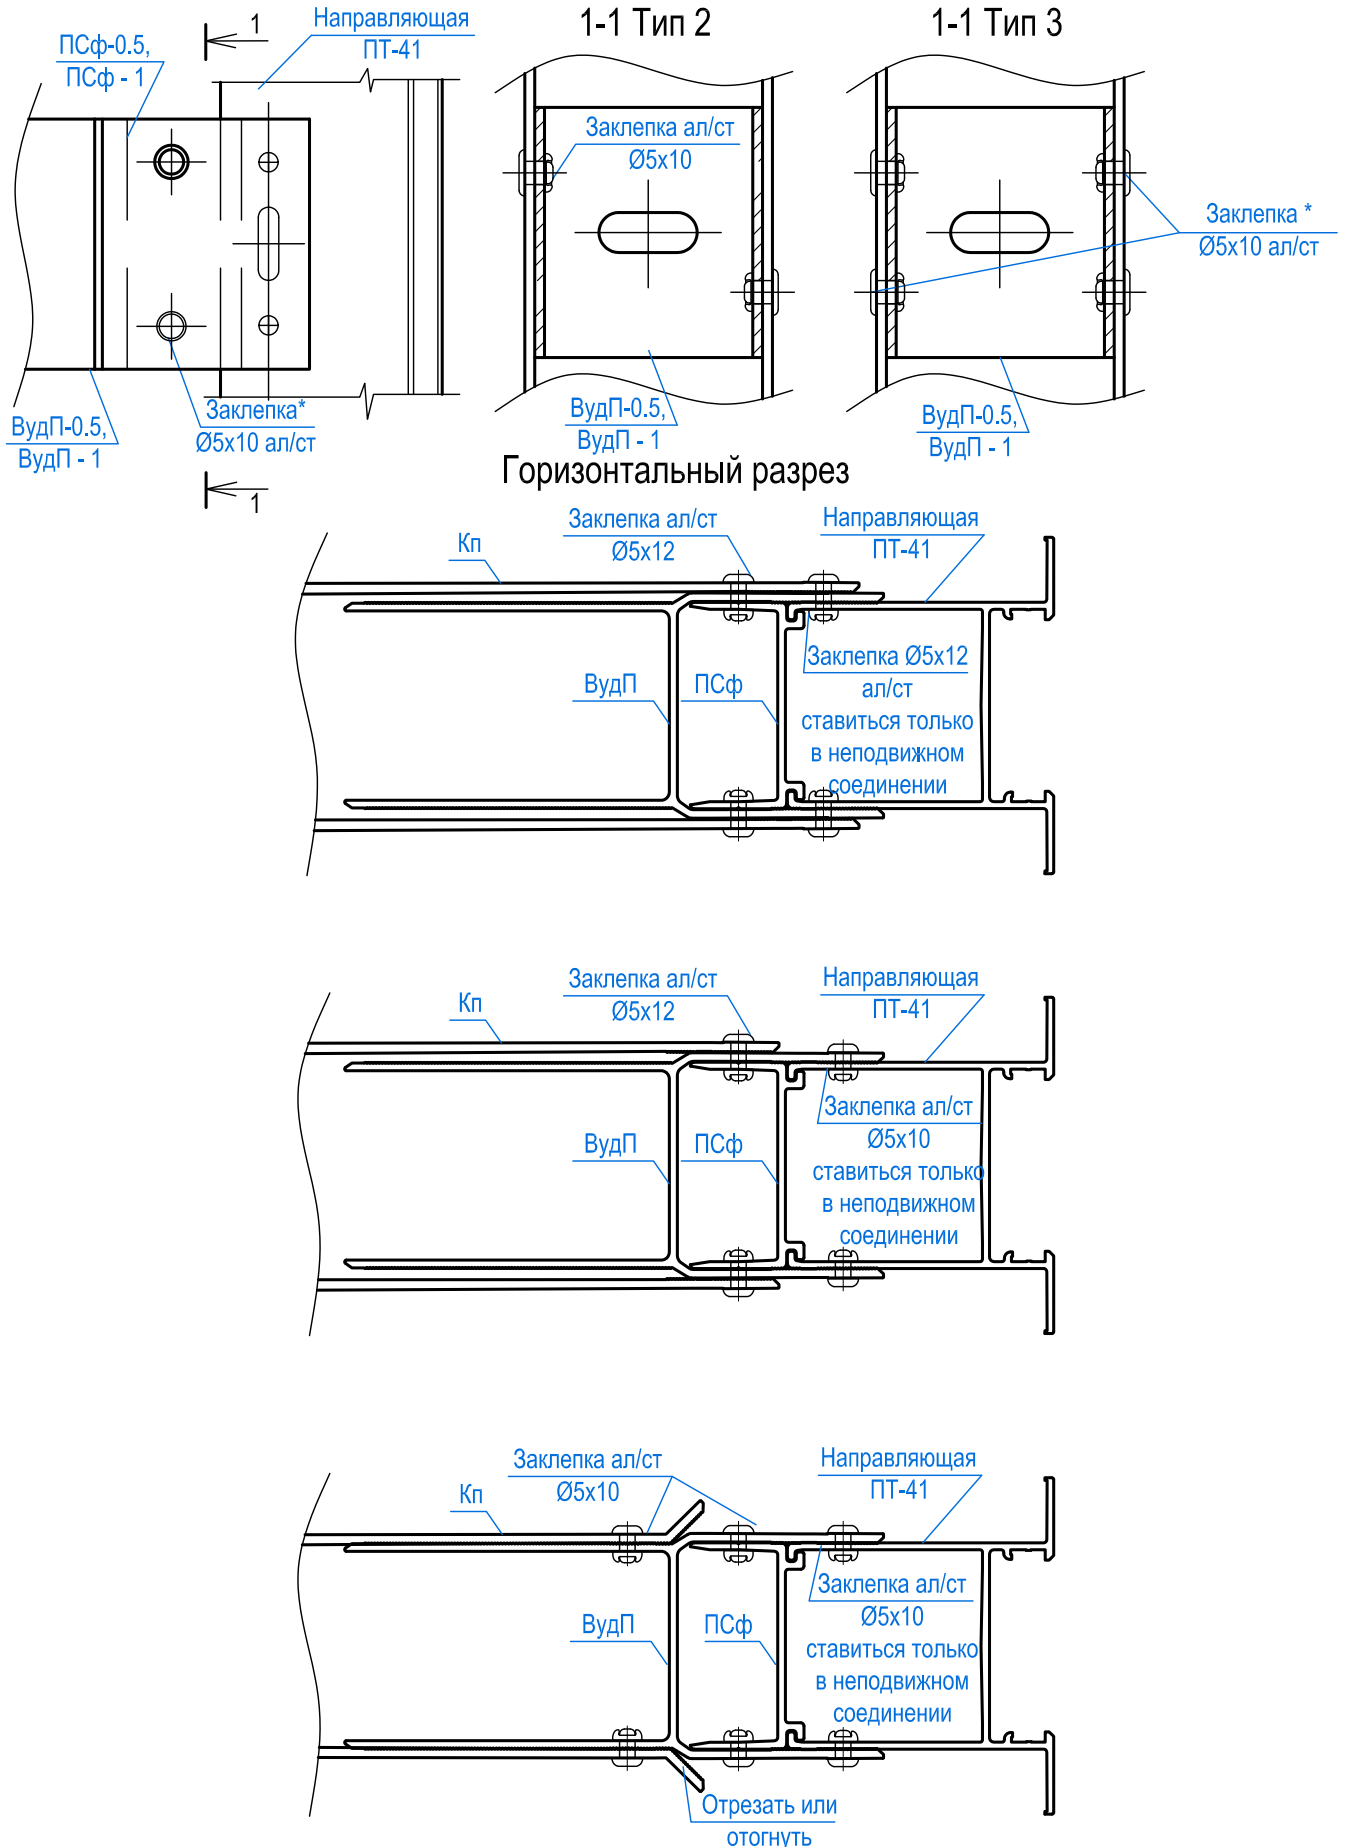 ПСф-0.5,
ПСф - 1
1
Направляющая
ПТ-41
1-1 Тип 2
1-1 Тип 3
Заклепка ал/ст
Ø5x10
Заклепка *
Ø5x10 ал/ст
Заклепка*
Ø5x10 ал/ст
ВудП-0.5,
ВудП - 1
ВудП-0.5,
ВудП - 1
ВудП-0.5,
ВудП - 1
1
Горизонтальный разрез
Кп
Заклепка ал/ст
Ø5x12
Направляющая
ПТ-41
ВудП
ПСф
Заклепка Ø5x12
ал/ст
ставиться только
в неподвижном
соединении
Кп
Заклепка ал/ст
Ø5x12
Направляющая
ПТ-41
ВудП
ПСф
Заклепка ал/ст
Ø5x10
ставиться только
в неподвижном
соединении
Кп
Заклепка ал/ст
Ø5x10
Направляющая
ПТ-41
ВудП
ПСф
Заклепка ал/ст
Ø5x10
ставиться только
в неподвижном
соединении
Отрезать или
отогнуть